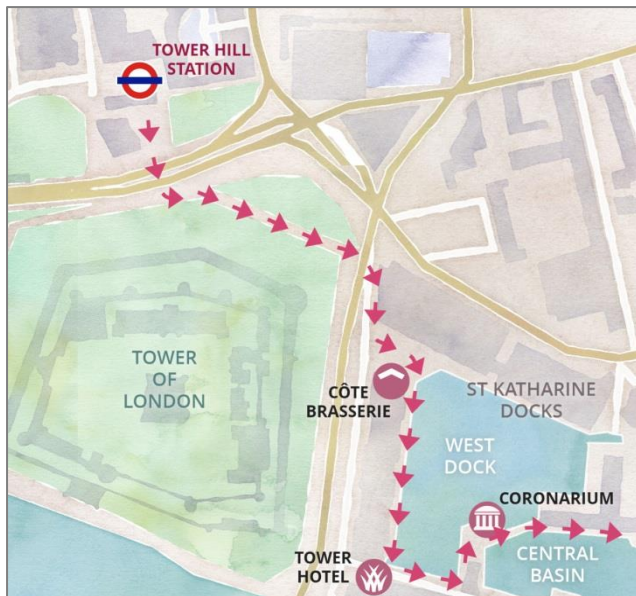 TOWER HILL
STATION
TOWER
OF
LONDON
CÔTE
BRASSERIE
ST KATHARINE
DOCKS
WEST
DOCK
CORONARIUM
TOWER
HOTEL
CENTRAL
BASIN